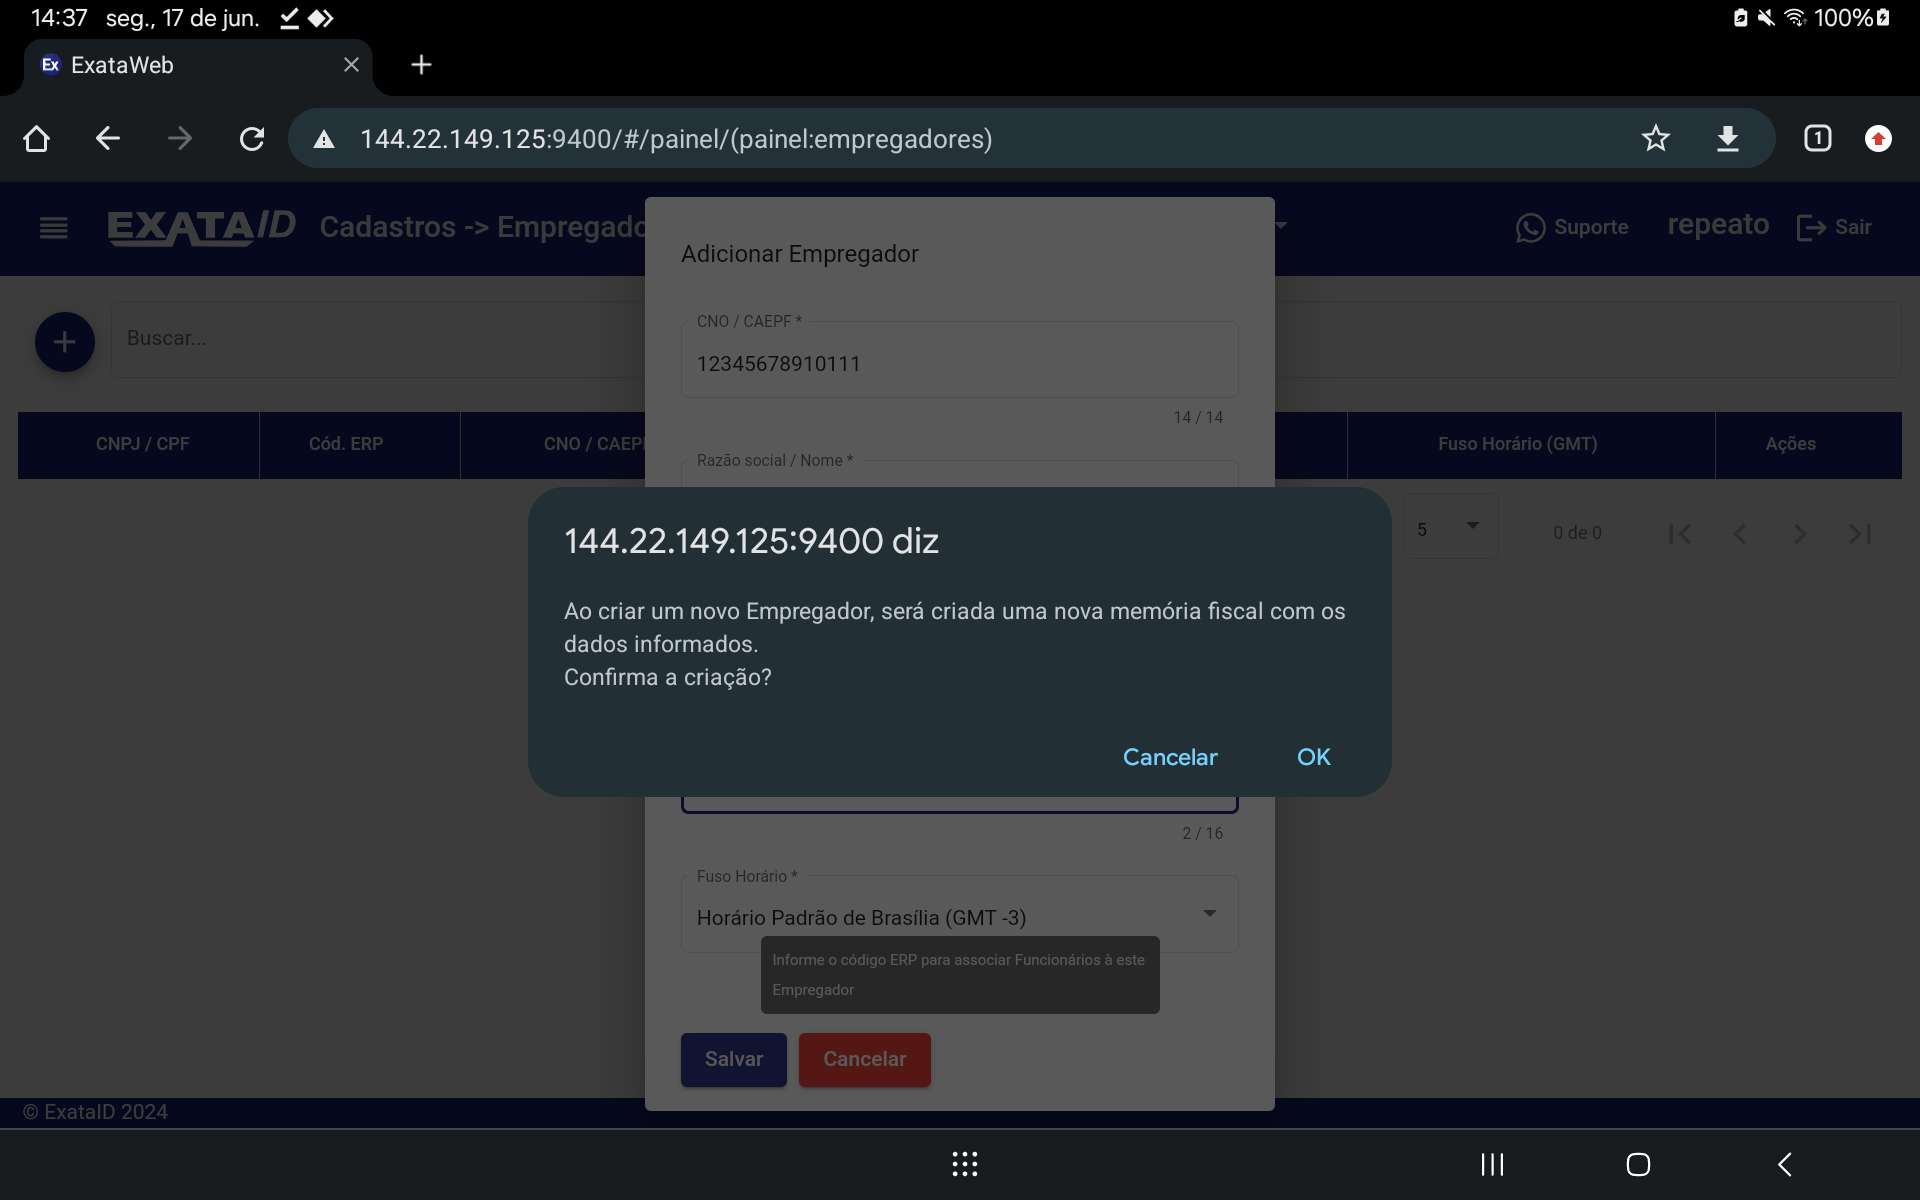 14:37 seg., 17 de jun.
100%
Ex ExataWeb
144.22.149.125:9400/#/painel/(painel:empregadores)
1
EXATAID
Cadastros -> Empregado
Suporte
repeato
Sair
Adicionar Empregador
Buscar...
CNO / CAEPF *
12345678910111
14 / 14
CNPJ / CPF
Cód. ERP
CNO / CAEP
Fuso Horário (GMT)
Ações
Razão social / Nome *
5
0 de 0
144.22.149.125:9400 diz
Ao criar um novo Empregador, será criada uma nova memória fiscal com os
dados informados.
Confirma a criação?
Cancelar
OK
2 / 16
Fuso Horário *
Horário Padrão de Brasília (GMT -3)
Informe o código ERP para associar Funcionários à este
Empregador
Salvar
Cancelar
© ExataID 2024